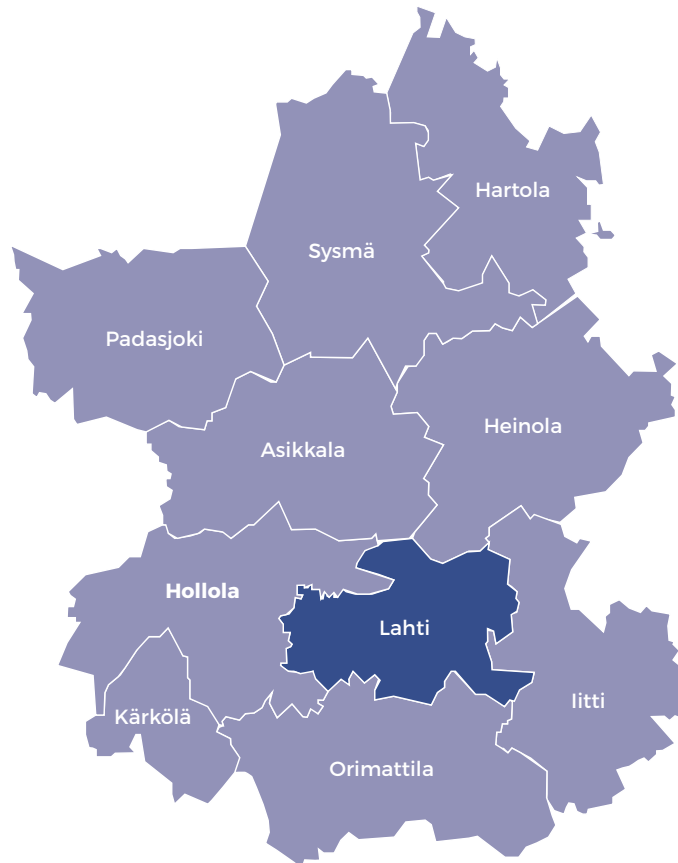 Hartola
Sysmä
Padasjoki
Heinola
Asikkala
Hollola
Lahti
Iitti
Kärkölä
Orimattila